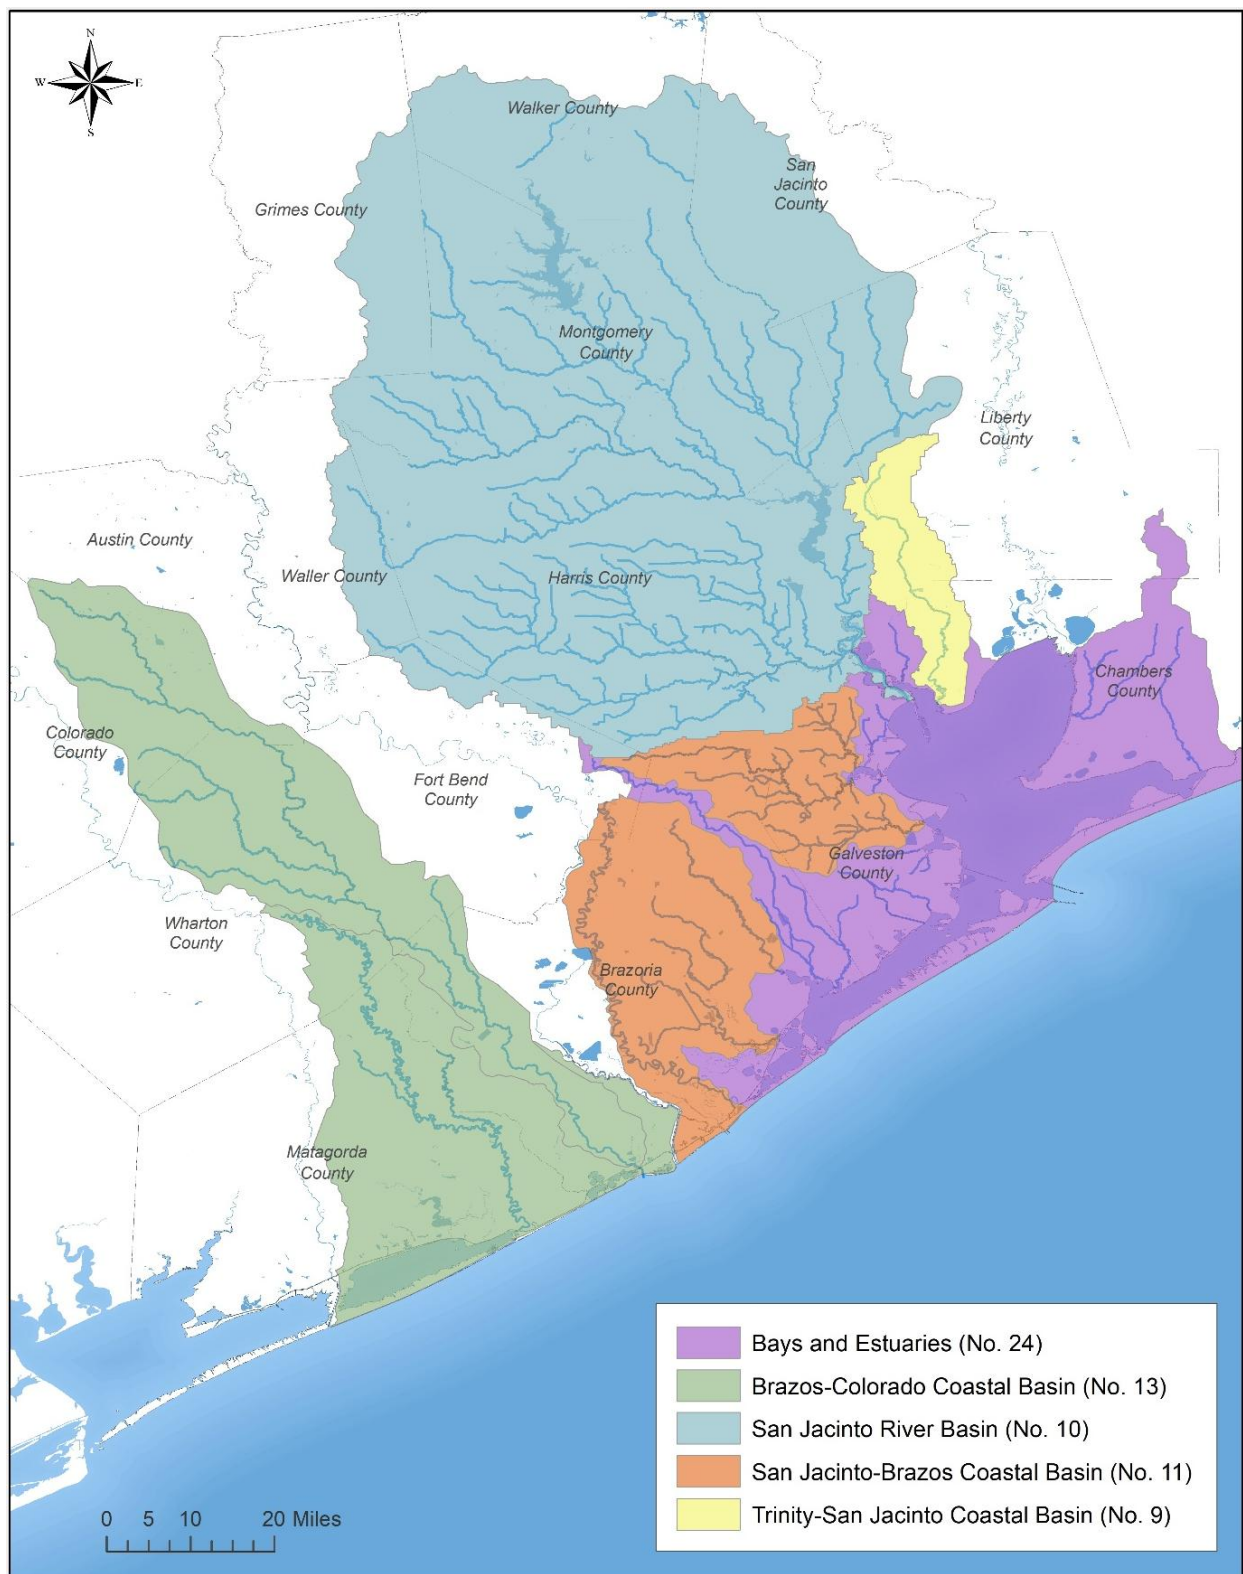 N
W E
S
Walker County
San
Jacinto
County
Grimes County
Montgomery
County
Liberty
County
Austin County
Waller County
Harris County
Chambers
County
Colorado
County
Fort Bend
County
Galveston
County
Wharton
County
Brazoria
County
Matagorda
County
Bays and Estuaries (No. 24)
Brazos-Colorado Coastal Basin (No. 13)
San Jacinto River Basin (No. 10)
San Jacinto-Brazos Coastal Basin (No. 11)
Trinity-San Jacinto Coastal Basin (No. 9)
0 5 10 20 Miles